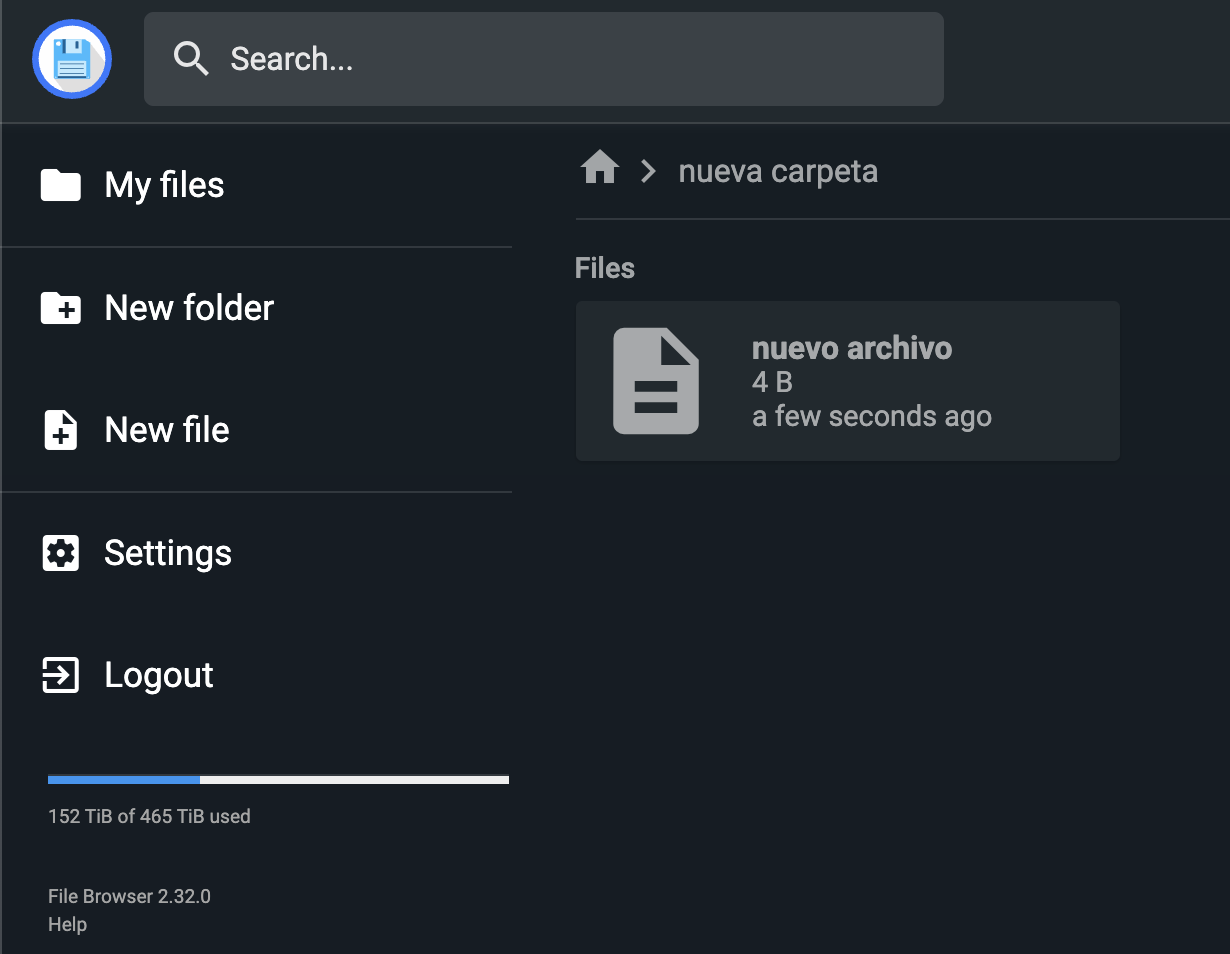 Search...
My files
New folder
New file
Settings
Logout
152 TiB of 465 TiB used
File Browser 2.32.0
Help
nueva carpeta
Files
nuevo archivo
4 B
a few seconds ago